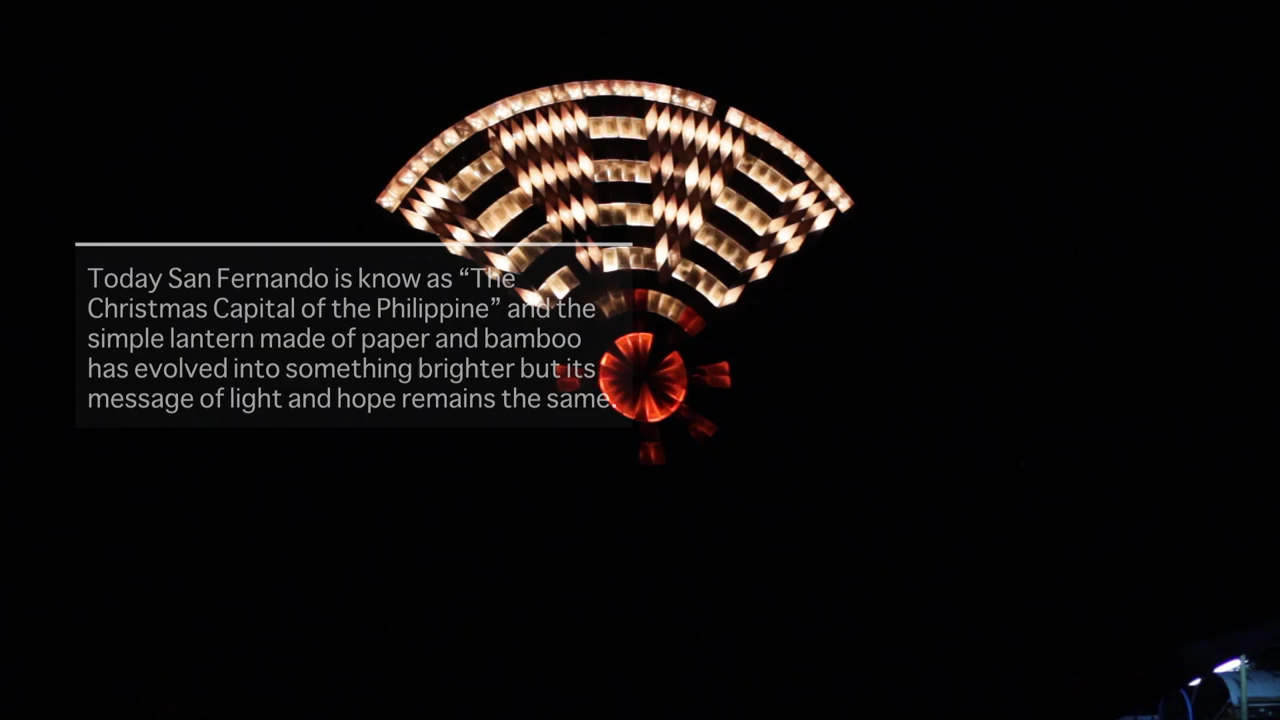 Today San Fernando is know as “The
Christmas Capital of the Philippine” and the
simple lantern made of paper and bamboo
has evolved into something brighter but its
message of light and hope remains the same.